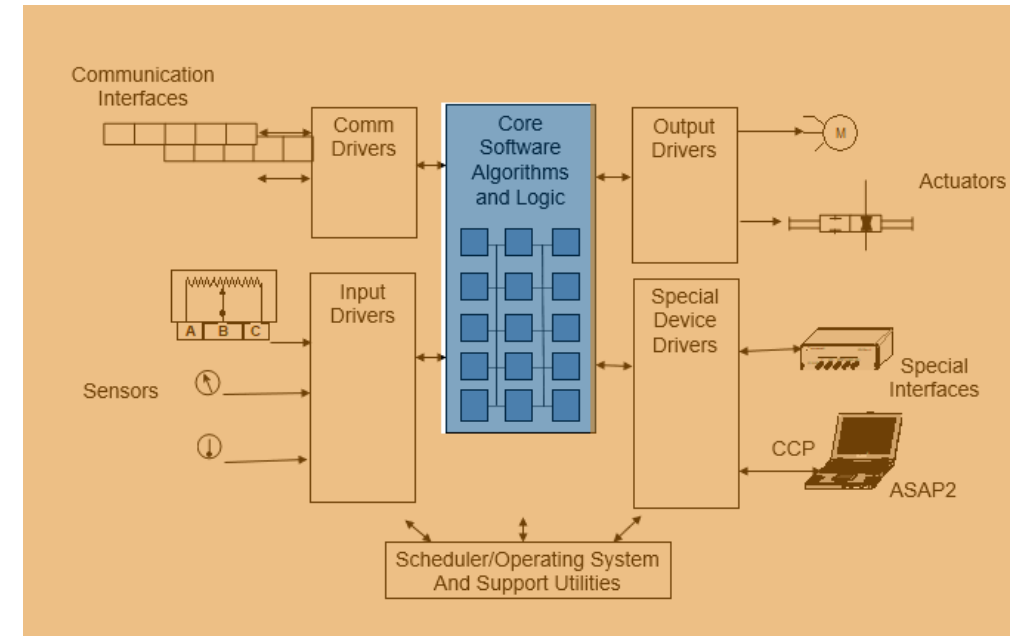 Communication
Interfaces
Comm
Drivers
Core
Software
Algorithms
and Logic
Output
Drivers
M
Actuators
A B C
Sensors
Input
Drivers
Special
Device
Drivers
Special
Interfaces
CCP
ASAP2
Scheduler/Operating System
And Support Utilities